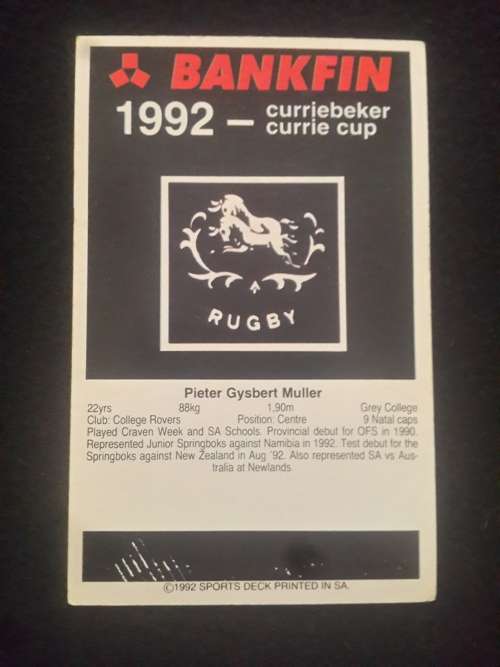 BANKFIN
1992 – curriebeker
currie cup
RUGBY
Pieter Gysbert Muller
22yrs 88kg 1,90m Grey College
Club: College Rovers Position: Centre 9 Natal caps
Played Craven Week and SA Schools. Provincial debut for OFS in 1990.
Represented Junior Springboks against Namibia in 1992. Test debut for the
Springboks against New Zealand in Aug '92. Also represented SA vs Aus-
tralia at Newlands.
©1992 SPORTS DECK PRINTED IN SA.